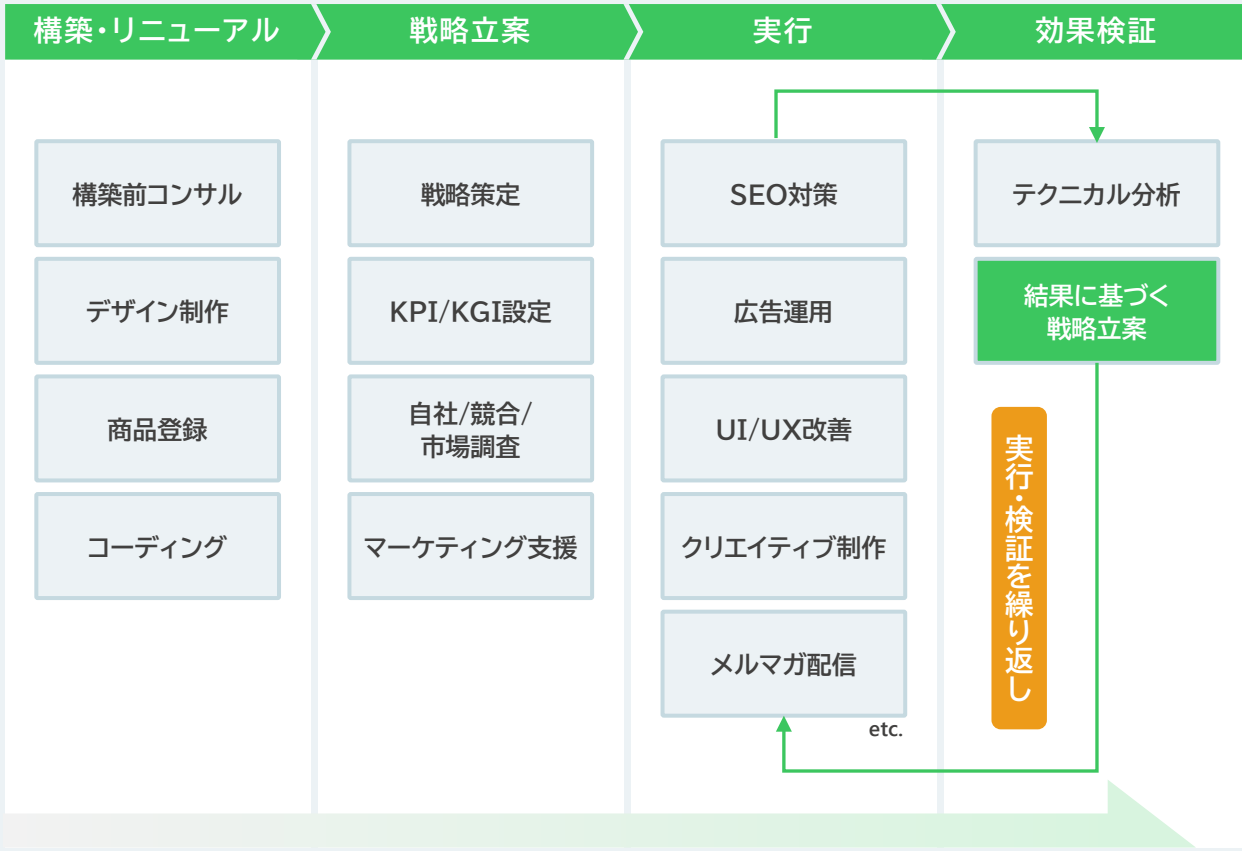 構築・リニューアル
戦略立案
実行
効果検証
構築前コンサル
デザイン制作
商品登録
コーディング
戦略策定
KPI/KGI設定
自社/競合/
市場調査
マーケティング支援
SEO対策
広告運用
UI/UX改善
クリエイティブ制作
メルマガ配信
etc.
テクニカル分析
結果に基づく
戦略立案
実行・検証を繰り返し